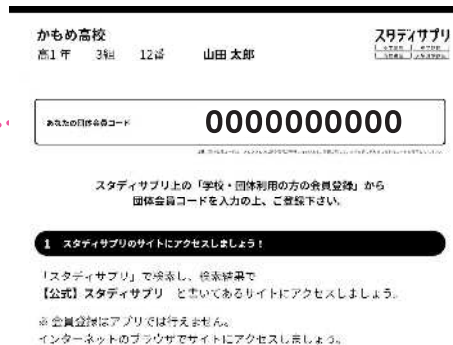 かもめ高校
高1年 3組 12番 山田 太郎
スタディサプリ
あなたの団体会員コード
0000000000
スタディサプリ上の「学校・団体利用の方の会員登録」から
団体会員コードを入力の上、ご登録下さい。
1 スタディサプリのサイトにアクセスしましょう！
「スタディサプリ」で検索し、検索結果で
【公式】スタディサプリ と書いてあるサイトにアクセスしましょう。
※会員登録はアプリでは行えません。
インターネットのブラウザでサイトにアクセスしましょう。